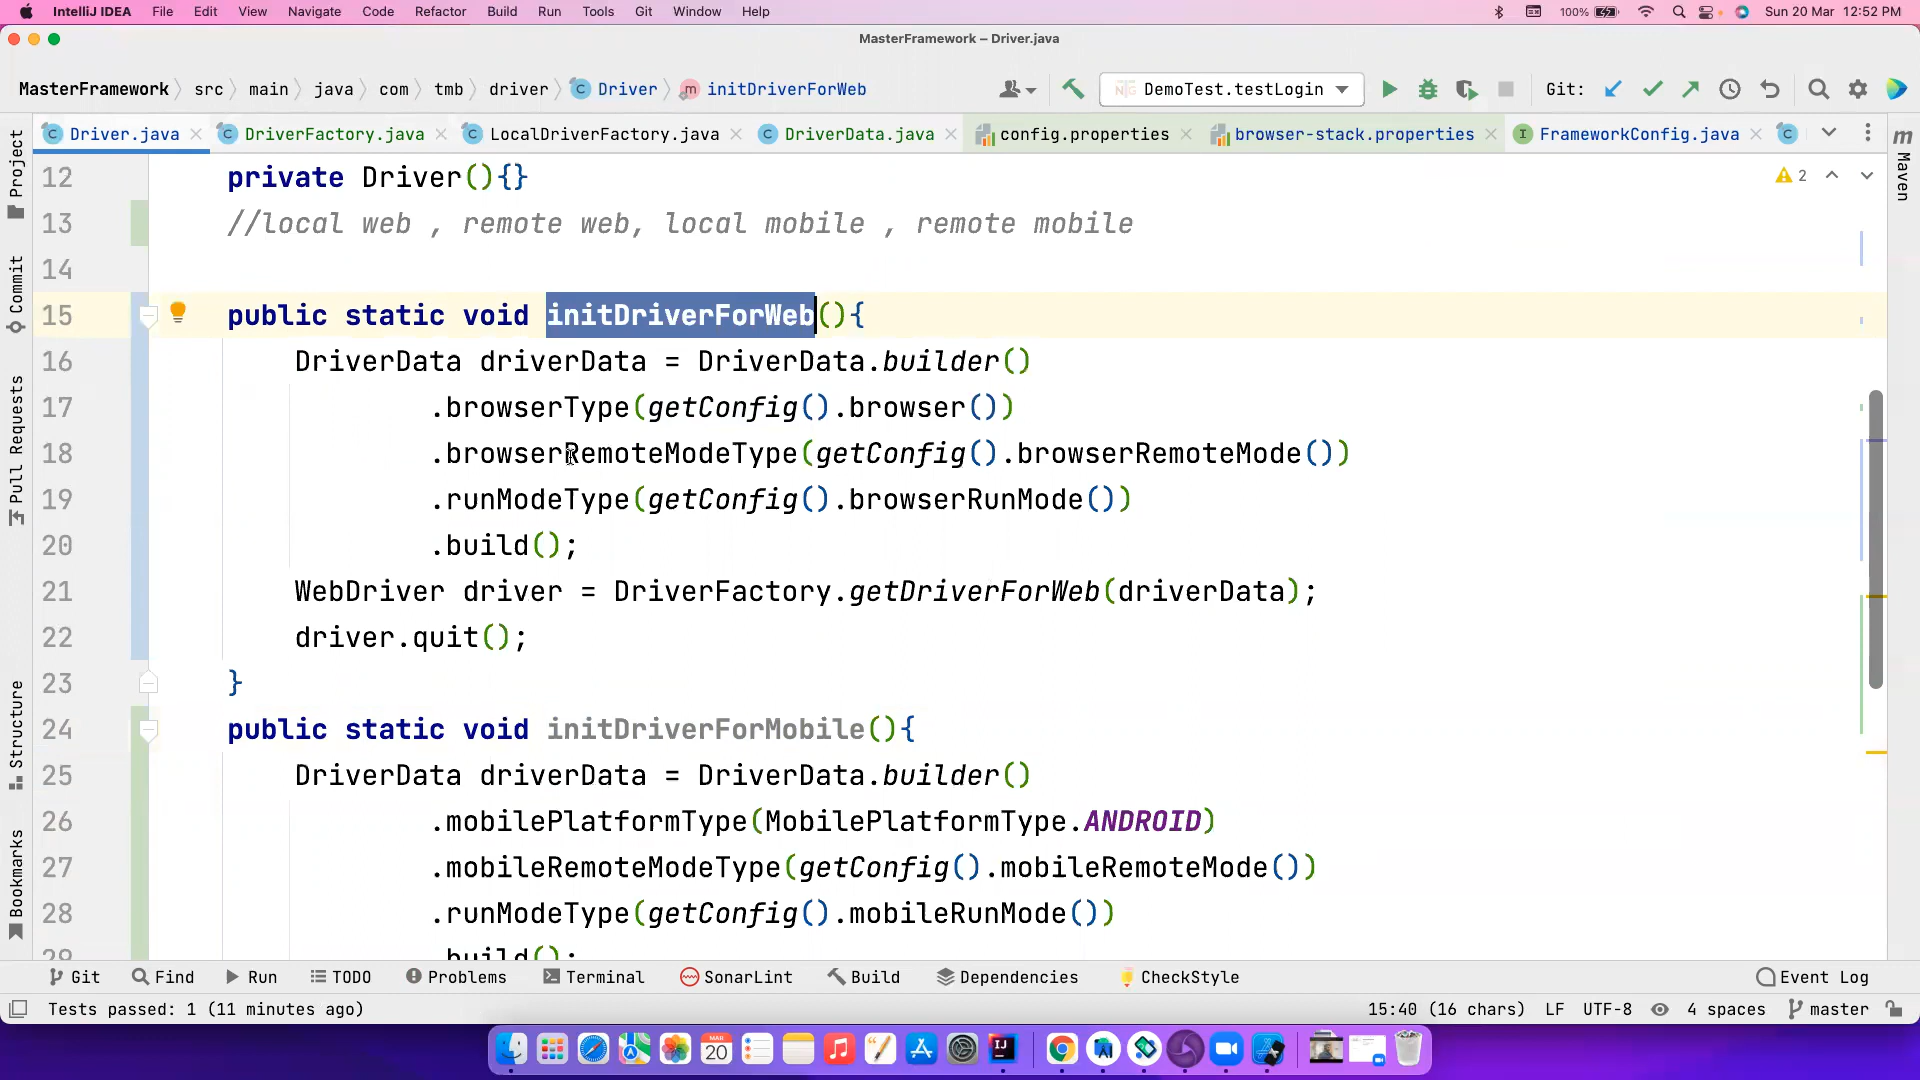 IntelliJ IDEA File Edit View Navigate Code Refactor Build Run Tools Git Window Help 100% Sun 20 Mar 12:52 PM
MasterFramework – Driver.java
MasterFramework src main java com tmb driver Driver initDriverForWeb DemoTest.testLogin Git:
Driver.java DriverFactory.java LocalDriverFactory.java DriverData.java config.properties browser-stack.properties FrameworkConfig.java
Project
Commit
Pull Requests
Structure
Bookmarks
Maven
2
12 private Driver(){}
13 //local web , remote web, local mobile , remote mobile
14
15 public static void initDriverForWeb(){
16 DriverData driverData = DriverData.builder()
17 .browserType(getConfig().browser())
18 .browserRemoteModeType(getConfig().browserRemoteMode())
19 .runModeType(getConfig().browserRunMode())
20 .build();
21 WebDriver driver = DriverFactory.getDriverForWeb(driverData);
22 driver.quit();
23 }
24 public static void initDriverForMobile(){
25 DriverData driverData = DriverData.builder()
26 .mobilePlatformType(MobilePlatformType.ANDROID)
27 .mobileRemoteModeType(getConfig().mobileRemoteMode())
28 .runModeType(getConfig().mobileRunMode())
29 .build();
Git Find Run TODO Problems Terminal SonarLint Build Dependencies CheckStyle Event Log
Tests passed: 1 (11 minutes ago) 15:40 (16 chars) LF UTF-8 4 spaces master
MAR
20
IJ